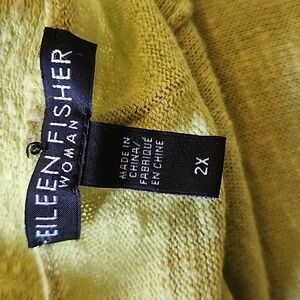 EILEEN FISHER
WOMAN
MADE IN
CHINA/
FABRIQUÉ
EN CHINE
2X